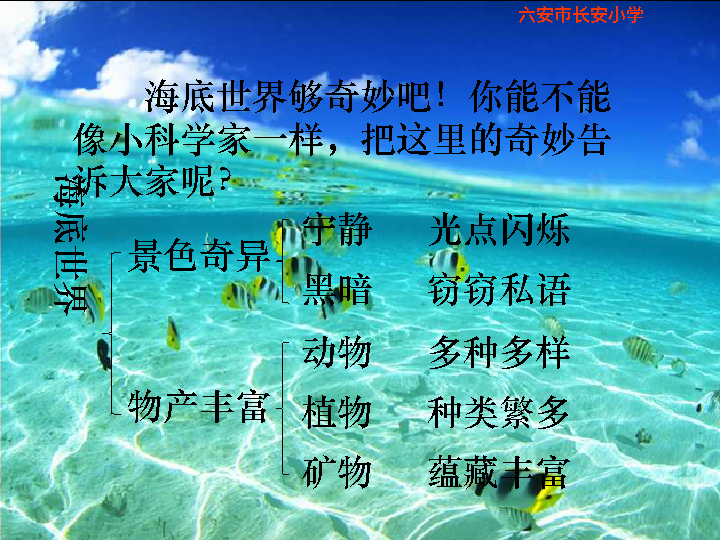 六安市长安小学
海底世界够奇妙吧！你能不能
像小科学家一样，把这里的奇妙告
诉大家呢？
海底世界
景色奇异
宁静 光点闪烁
黑暗 窃窃私语
物产丰富
动物 多种多样
植物 种类繁多
矿物 蕴藏丰富